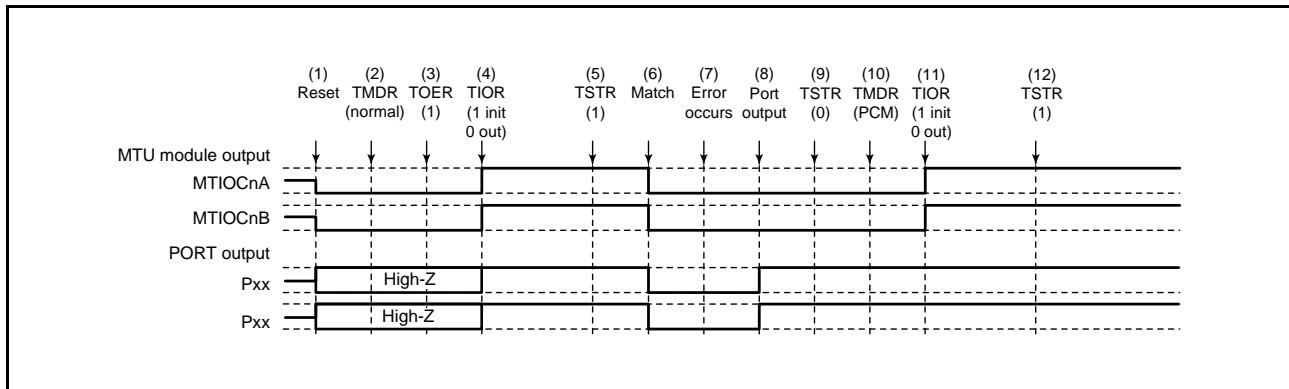 (1) (2) (3) (4) (5) (6) (7) (8) (9) (10) (11) (12)
Reset TMDR TOER TIOR TSTR Match Error Port TSTR TMDR TIOR TSTR
(normal) (1) (1 init (1) occurs output (0) (PCM) (1 init (1)
0 out) 0 out)
MTU module output
MTIOCnA
MTIOCnB
PORT output
Pxx High-Z
Pxx High-Z